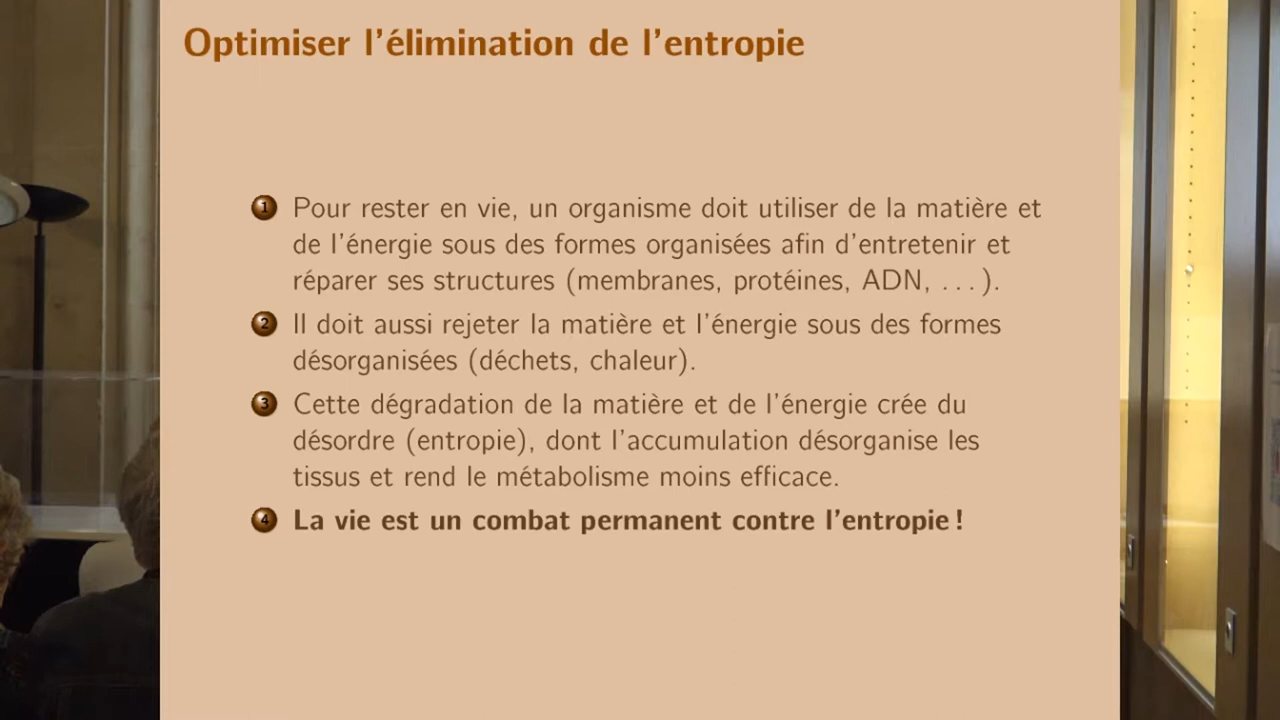 Optimiser l'élimination de l'entropie
1 Pour rester en vie, un organisme doit utiliser de la matière et
de l'énergie sous des formes organisées afin d'entretenir et
réparer ses structures (membranes, protéines, ADN, ...).
2 Il doit aussi rejeter la matière et l'énergie sous des formes
désorganisées (déchets, chaleur).
3 Cette dégradation de la matière et de l'énergie crée du
désordre (entropie), dont l'accumulation désorganise les
tissus et rend le métabolisme moins efficace.
4 La vie est un combat permanent contre l'entropie !